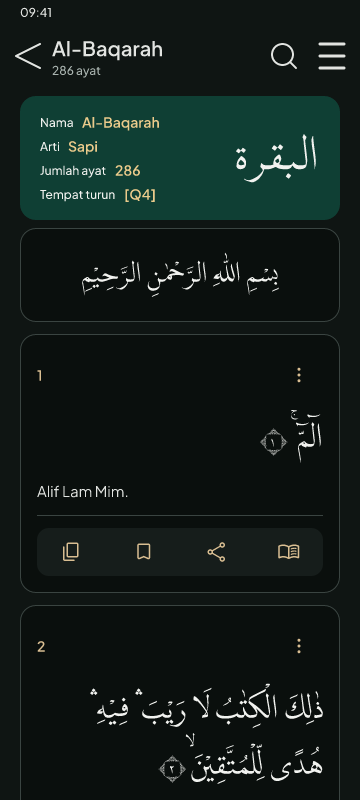 09:41
Al-Baqarah
286 ayat
Nama Al-Baqarah
Arti Sapi
Jumlah ayat 286
Tempat turun [Q4]
البقرة
بِسْمِ اللّٰهِ الرَّحْمٰنِ الرَّحِيْمِ
1
الۤمّۤ ۚ ١
Alif Lam Mim.
2
ذٰلِكَ الْكِتٰبُ لَا رَيْبَ ۛ فِيْهِ ۛ
هُدًى لِّلْمُتَّقِيْنَۙ ٢